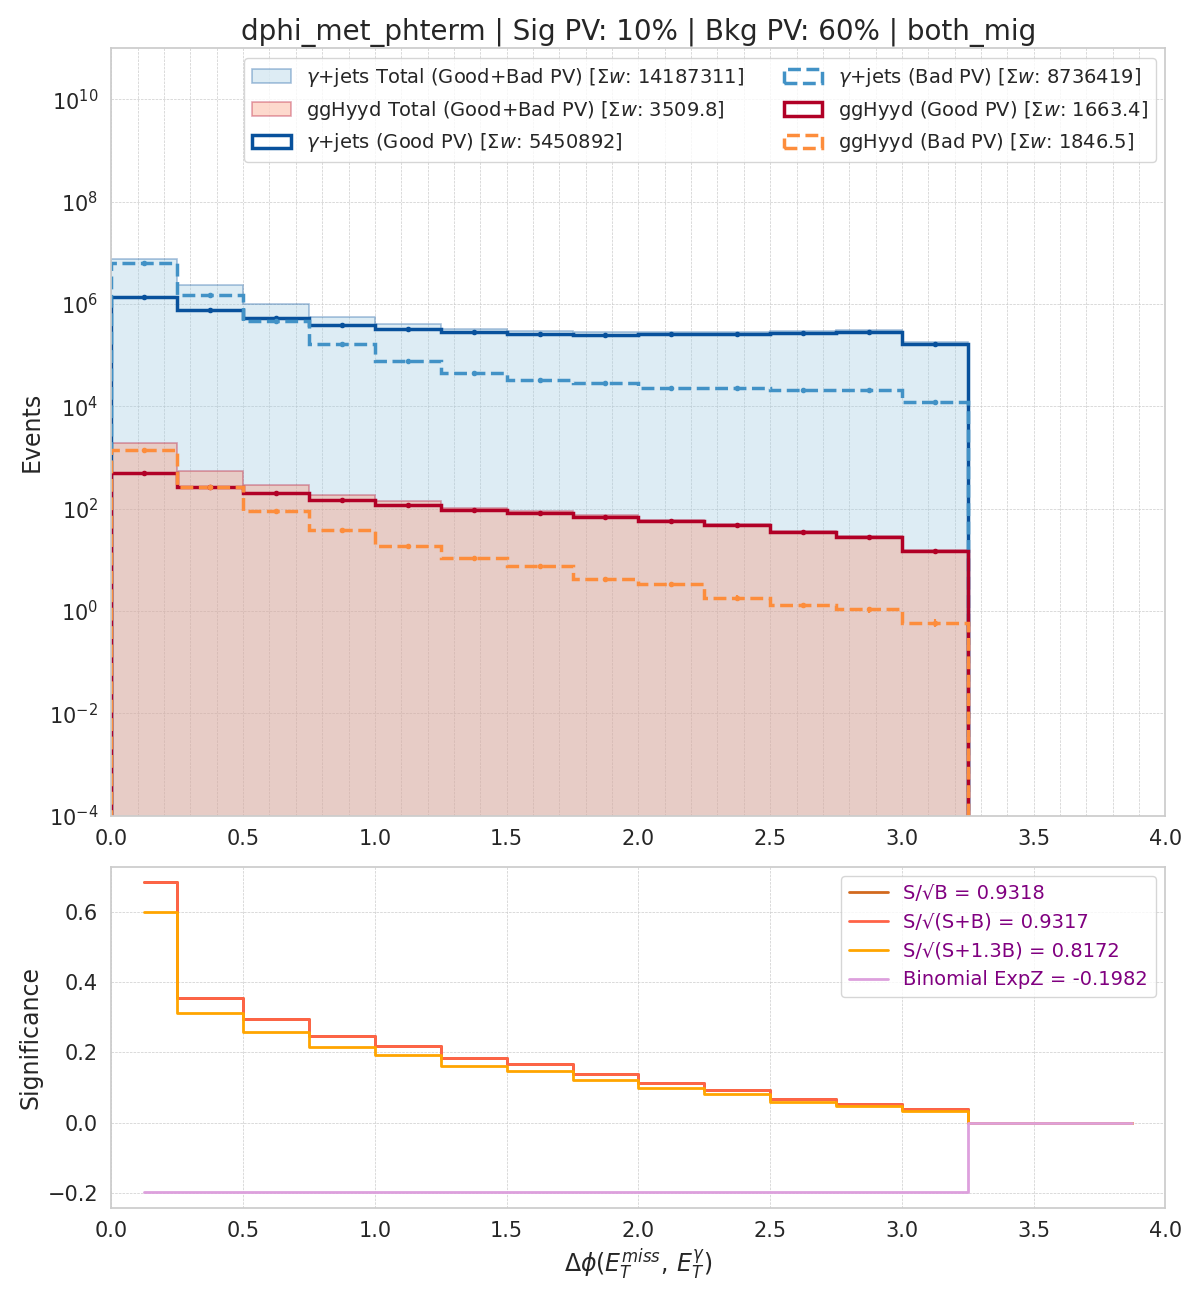 dphi_met_phterm | Sig PV: 10% | Bkg PV: 60% | both_mig
γ+jets Total (Good+Bad PV) [Σw: 14187311]
ggHyyd Total (Good+Bad PV) [Σw: 3509.8]
γ+jets (Good PV) [Σw: 5450892]
γ+jets (Bad PV) [Σw: 8736419]
ggHyyd (Good PV) [Σw: 1663.4]
ggHyyd (Bad PV) [Σw: 1846.5]
Events
10^10
10^8
10^6
10^4
10^2
10^0
10^−2
10^−4
0.0 0.5 1.0 1.5 2.0 2.5 3.0 3.5 4.0
S/√B = 0.9318
S/√(S+B) = 0.9317
S/√(S+1.3B) = 0.8172
Binomial ExpZ = -0.1982
Significance
0.6
0.4
0.2
0.0
−0.2
0.0 0.5 1.0 1.5 2.0 2.5 3.0 3.5 4.0
Δϕ(E_T^miss, E_T^γ)